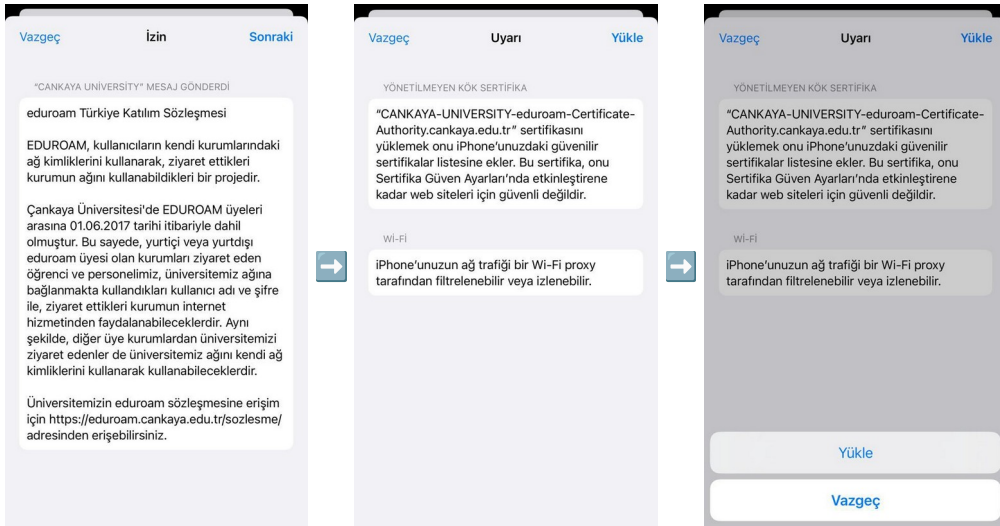 Vazgeç
İzin
Sonraki
“CANKAYA UNİVERSİTY” MESAJ GÖNDERDİ
eduroam Türkiye Katılım Sözleşmesi
EDUROAM, kullanıcıların kendi kurumlarındaki
ağ kimliklerini kullanarak, ziyaret ettikleri
kurumun ağını kullanabildikleri bir projedir.
Çankaya Üniversitesi'de EDUROAM üyeleri
arasına 01.06.2017 tarihi itibariyle dahil
olmuştur. Bu sayede, yurtiçi veya yurtdışı
eduroam üyesi olan kurumları ziyaret eden
öğrenci ve personelimiz, üniversitemiz ağına
bağlanmakta kullandıkları kullanıcı adı ve şifre
ile, ziyaret ettikleri kurumun internet
hizmetinden faydalanabileceklerdir. Aynı
şekilde, diğer üye kurumlardan üniversitemizi
ziyaret edenler de üniversitemiz ağını kendi ağ
kimliklerini kullanarak kullanabileceklerdir.
Üniversitemizin eduroam sözleşmesine erişim
için https://eduroam.cankaya.edu.tr/sozlesme/
adresinden erişebilirsiniz.
Vazgeç
Uyarı
Yükle
YÖNETİLMEYEN KÖK SERTİFİKA
“CANKAYA-UNIVERSITY-eduroam-Certificate-
Authority.cankaya.edu.tr” sertifikasını
yüklemek onu iPhone’unuzdaki güvenilir
sertifikalar listesine ekler. Bu sertifika, onu
Sertifika Güven Ayarları’nda etkinleştirene
kadar web siteleri için güvenli değildir.
Wİ-Fİ
iPhone’unuzun ağ trafiği bir Wi-Fi proxy
tarafından filtrelenebilir veya izlenebilir.
Vazgeç
Uyarı
Yükle
YÖNETİLMEYEN KÖK SERTİFİKA
“CANKAYA-UNIVERSITY-eduroam-Certificate-
Authority.cankaya.edu.tr” sertifikasını
yüklemek onu iPhone’unuzdaki güvenilir
sertifikalar listesine ekler. Bu sertifika, onu
Sertifika Güven Ayarları’nda etkinleştirene
kadar web siteleri için güvenli değildir.
Wİ-Fİ
iPhone’unuzun ağ trafiği bir Wi-Fi proxy
tarafından filtrelenebilir veya izlenebilir.
Yükle
Vazgeç